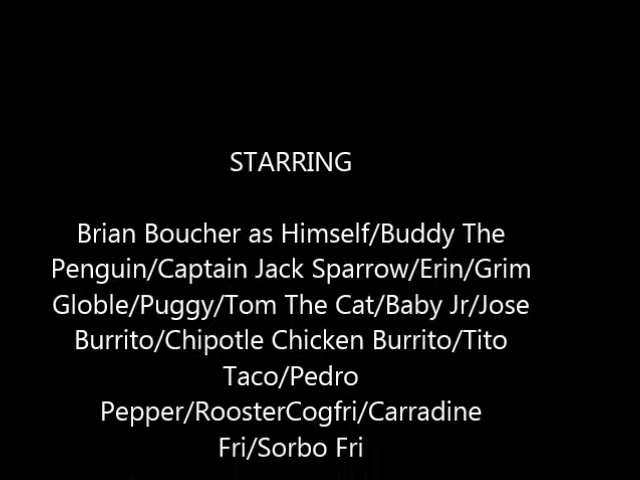 STARRING
Brian Boucher as Himself/Buddy The
Penguin/Captain Jack Sparrow/Erin/Grim
Globle/Puggy/Tom The Cat/Baby Jr/Jose
Burrito/Chipotle Chicken Burrito/Tito
Taco/Pedro
Pepper/RoosterCogfri/Carradine
Fri/Sorbo Fri